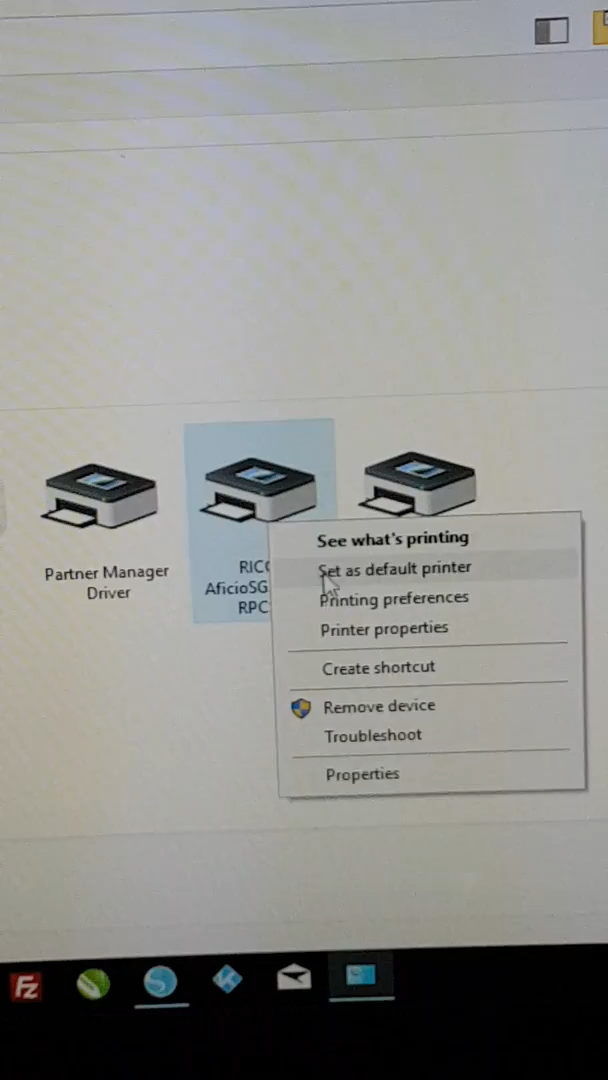 Partner Manager
Driver
AficioSG
RPC
See what's printing
Set as default printer
Printing preferences
Printer properties
Create shortcut
Remove device
Troubleshoot
Properties
Fz